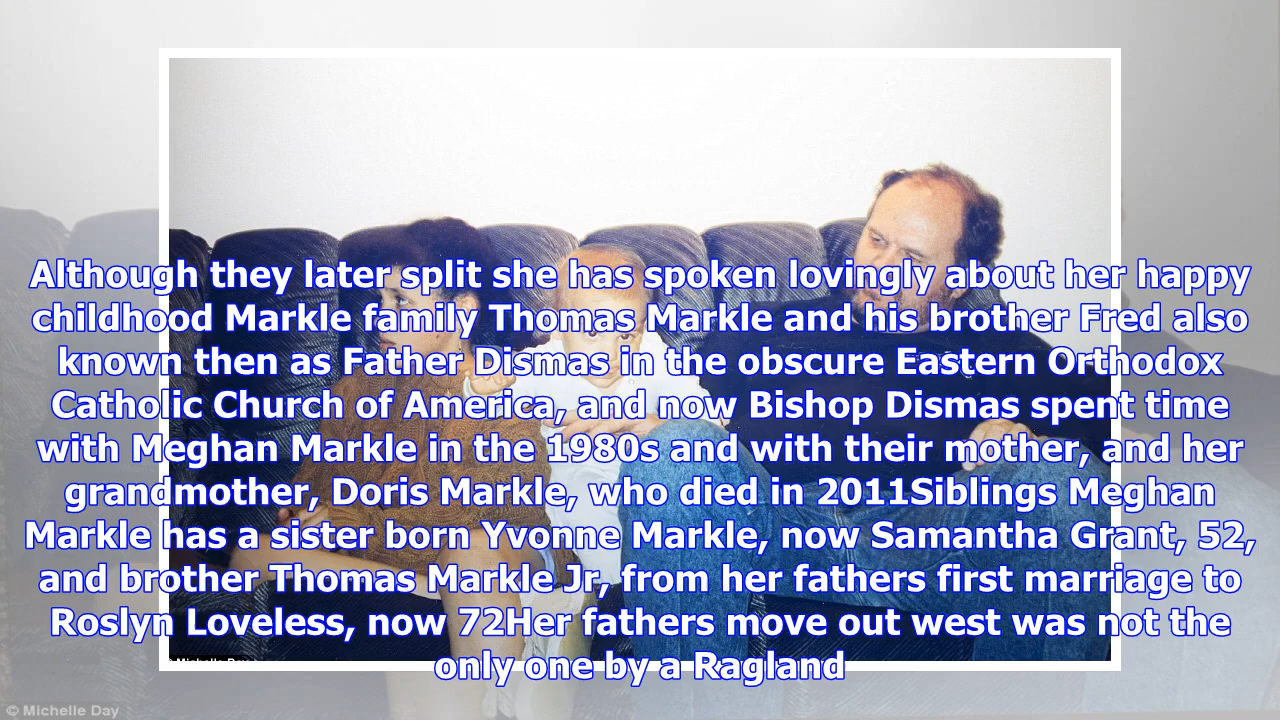 Although they later split she has spoken lovingly about her happy
childhood Markle family Thomas Markle and his brother Fred also
known then as Father Dismas in the obscure Eastern Orthodox
Catholic Church of America, and now Bishop Dismas spent time
with Meghan Markle in the 1980s and with their mother, and her
grandmother, Doris Markle, who died in 2011Siblings Meghan
Markle has a sister born Yvonne Markle, now Samantha Grant, 52,
and brother Thomas Markle Jr, from her fathers first marriage to
Roslyn Loveless, now 72Her fathers move out west was not the
only one by a Ragland
© Michelle Day